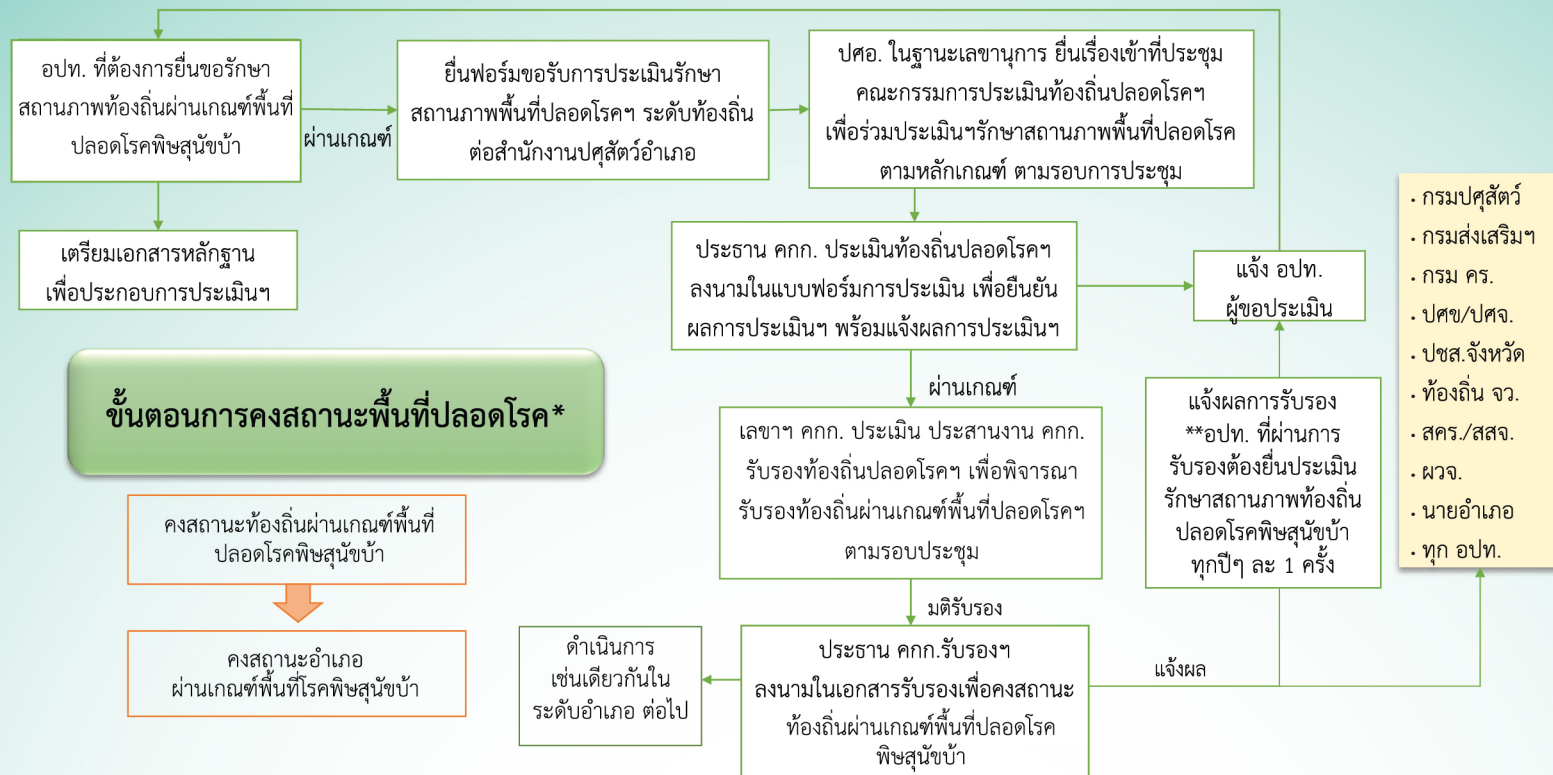 อปท. ที่ต้องการยื่นขอรักษา
สถานภาพท้องถิ่นผ่านเกณฑ์พื้นที่
ปลอดโรคพิษสุนัขบ้า
ผ่านเกณฑ์
ยื่นฟอร์มขอรับการประเมินรักษา
สถานภาพพื้นที่ปลอดโรคฯ ระดับท้องถิ่น
ต่อสำนักงานปศุสัตว์อำเภอ
ปศอ. ในฐานะเลขานุการ ยื่นเรื่องเข้าที่ประชุม
คณะกรรมการประเมินท้องถิ่นปลอดโรคฯ
เพื่อร่วมประเมินฯรักษาสถานภาพพื้นที่ปลอดโรค
ตามหลักเกณฑ์ ตามรอบการประชุม
เตรียมเอกสารหลักฐาน
เพื่อประกอบการประเมินฯ
ประธาน คกก. ประเมินท้องถิ่นปลอดโรคฯ
ลงนามในแบบฟอร์มการประเมิน เพื่อยืนยัน
ผลการประเมินฯ พร้อมแจ้งผลการประเมินฯ
แจ้ง อปท.
ผู้ขอประเมิน
• กรมปศุสัตว์
• กรมส่งเสริมฯ
• กรม คร.
• ปศข/ปศจ.
• ปชส.จังหวัด
• ท้องถิ่น จว.
• สคร./สสจ.
• ผวจ.
• นายอำเภอ
• ทุก อปท.
ขั้นตอนการคงสถานะพื้นที่ปลอดโรค*
ผ่านเกณฑ์
เลขาฯ คกก. ประเมิน ประสานงาน คกก.
รับรองท้องถิ่นปลอดโรคฯ เพื่อพิจารณา
รับรองท้องถิ่นผ่านเกณฑ์พื้นที่ปลอดโรคฯ
ตามรอบประชุม
แจ้งผลการรับรอง
**อปท. ที่ผ่านการ
รับรองต้องยื่นประเมิน
รักษาสถานภาพท้องถิ่น
ปลอดโรคพิษสุนัขบ้า
ทุกปีๆ ละ 1 ครั้ง
คงสถานะท้องถิ่นผ่านเกณฑ์พื้นที่
ปลอดโรคพิษสุนัขบ้า
คงสถานะอำเภอ
ผ่านเกณฑ์พื้นที่โรคพิษสุนัขบ้า
มติรับรอง
ดำเนินการ
เช่นเดียวกันใน
ระดับอำเภอ ต่อไป
ประธาน คกก.รับรองฯ
ลงนามในเอกสารรับรองเพื่อคงสถานะ
ท้องถิ่นผ่านเกณฑ์พื้นที่ปลอดโรค
พิษสุนัขบ้า
แจ้งผล